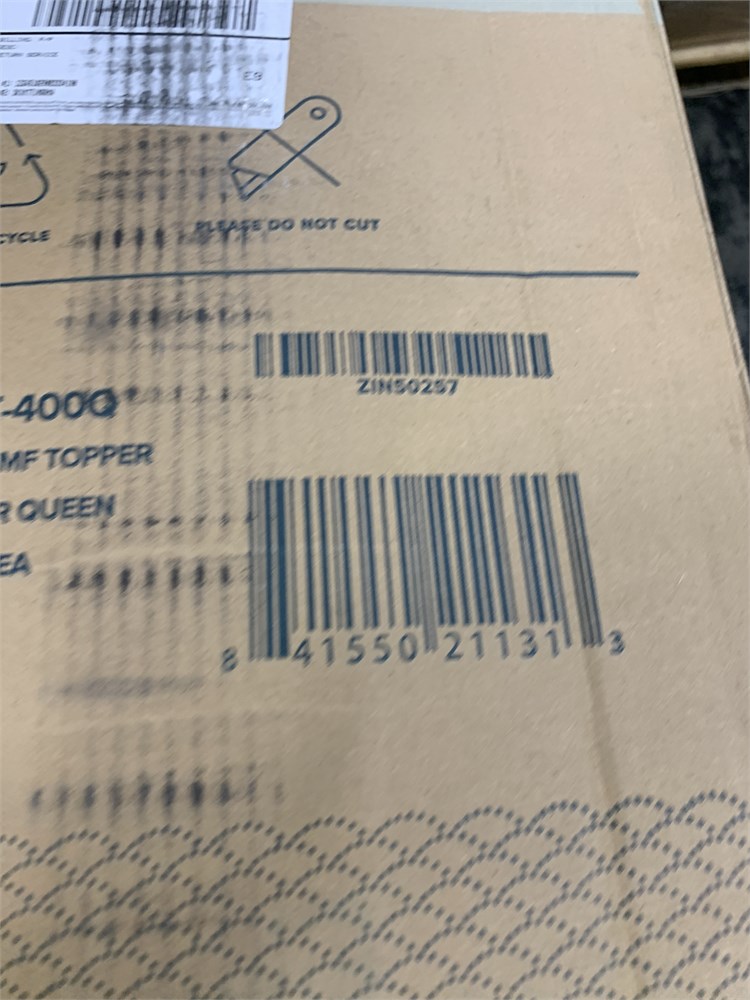 E9
CYCLE
PLEASE DO NOT CUT
ZINS0257
-400Q
MF TOPPER
R QUEEN
EA
8 41550 21131 3